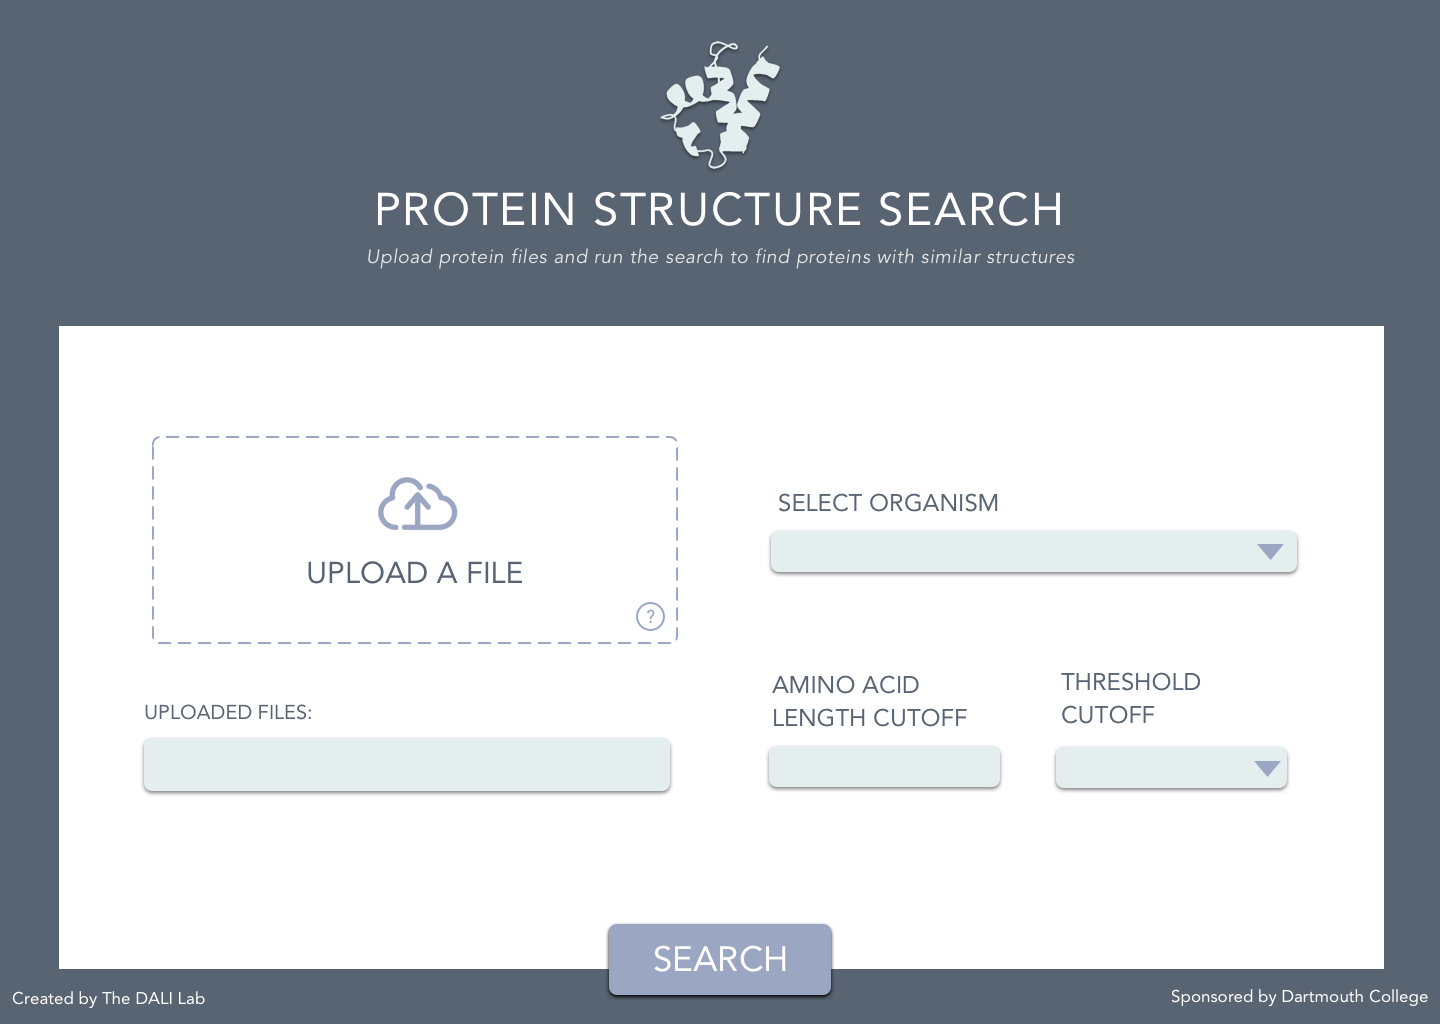 PROTEIN STRUCTURE SEARCH
Upload protein files and run the search to find proteins with similar structures
UPLOAD A FILE
?
UPLOADED FILES:
SELECT ORGANISM
AMINO ACID
LENGTH CUTOFF
THRESHOLD
CUTOFF
SEARCH
Created by The DALI Lab
Sponsored by Dartmouth College